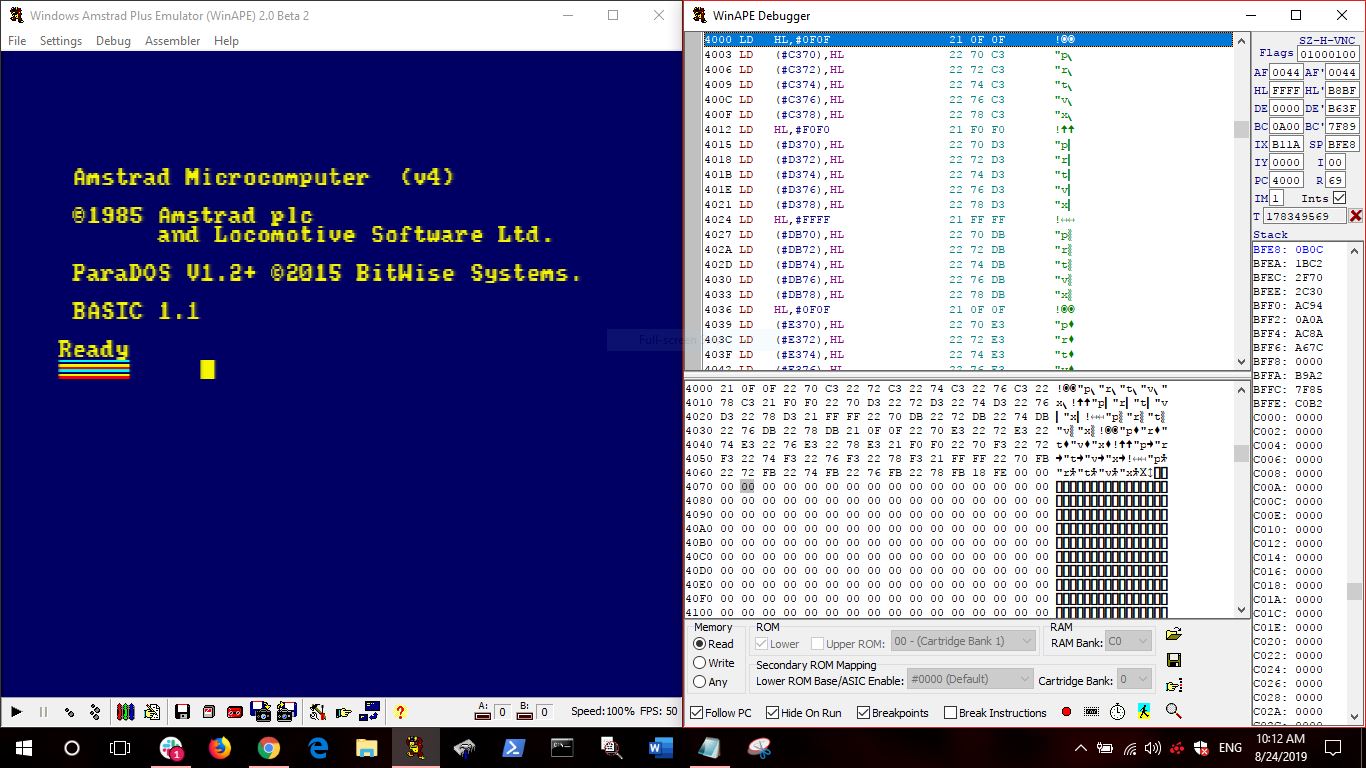 Windows Amstrad Plus Emulator (WinAPE) 2.0 Beta 2
File Settings Debug Assembler Help
Amstrad Microcomputer (v4)
©1985 Amstrad plc
and Locomotive Software Ltd.
ParaDOS V1.2+ ©2015 BitWise Systems.
BASIC 1.1
Ready
Full-screen
A: 0 B: 0 Speed:100% FPS: 50
WinAPE Debugger
4000 LD HL,#0F0F 21 0F 0F
4003 LD (#C370),HL 22 70 C3
4006 LD (#C372),HL 22 72 C3
4009 LD (#C374),HL 22 74 C3
400C LD (#C376),HL 22 76 C3
400F LD (#C378),HL 22 78 C3
4012 LD HL,#F0F0 21 F0 F0
4015 LD (#D370),HL 22 70 D3
4018 LD (#D372),HL 22 72 D3
401B LD (#D374),HL 22 74 D3
401E LD (#D376),HL 22 76 D3
4021 LD (#D378),HL 22 78 D3
4024 LD HL,#FFFF 21 FF FF
4027 LD (#DB70),HL 22 70 DB
402A LD (#DB72),HL 22 72 DB
402D LD (#DB74),HL 22 74 DB
4030 LD (#DB76),HL 22 76 DB
4033 LD (#DB78),HL 22 78 DB
4036 LD HL,#0F0F 21 0F 0F
4039 LD (#E370),HL 22 70 E3
403C LD (#E372),HL 22 72 E3
403F LD (#E374),HL 22 74 E3
4042 LD (#E376),HL 22 76 E3
SZ-H-VNC
Flags 01000100
AF 0044 AF' 0044
HL FFFF HL' B8BF
DE 0000 DE' B63F
BC 0A00 BC' 7F89
IX B11A SP BFE8
IY 0000 I 00
PC 4000 R 69
IM 1 Ints
T 178349569
Stack
BFE8: 0B0C
BFEA: 1BC2
BFEC: 2F70
BFEE: 2C30
BFF0: AC94
BFF2: 0A0A
BFF4: AC8A
BFF6: A67C
BFF8: 0000
BFFA: B9A2
BFFC: 7F85
BFFE: C0B2
C000: 0000
C002: 0000
C004: 0000
C006: 0000
C008: 0000
C00A: 0000
C00C: 0000
C00E: 0000
C010: 0000
C012: 0000
C014: 0000
C016: 0000
C018: 0000
C01A: 0000
C01C: 0000
C01E: 0000
C020: 0000
C022: 0000
C024: 0000
C026: 0000
C028: 0000
C02A: 0000
4000 21 0F 0F 22 70 C3 22 72 C3 22 74 C3 22 76 C3 22
4010 78 C3 21 F0 F0 22 70 D3 22 72 D3 22 74 D3 22 76
4020 D3 22 78 D3 21 FF FF 22 70 DB 22 72 DB 22 74 DB
4030 22 76 DB 22 78 DB 21 0F 0F 22 70 E3 22 72 E3 22
4040 74 E3 22 76 E3 22 78 E3 21 F0 F0 22 70 F3 22 72
4050 F3 22 74 F3 22 76 F3 22 78 F3 21 FF FF 22 70 FB
4060 22 72 FB 22 74 FB 22 76 FB 22 78 FB 18 FE 00 00
4070 00 00 00 00 00 00 00 00 00 00 00 00 00 00 00 00
4080 00 00 00 00 00 00 00 00 00 00 00 00 00 00 00 00
4090 00 00 00 00 00 00 00 00 00 00 00 00 00 00 00 00
40A0 00 00 00 00 00 00 00 00 00 00 00 00 00 00 00 00
40B0 00 00 00 00 00 00 00 00 00 00 00 00 00 00 00 00
40C0 00 00 00 00 00 00 00 00 00 00 00 00 00 00 00 00
40D0 00 00 00 00 00 00 00 00 00 00 00 00 00 00 00 00
40E0 00 00 00 00 00 00 00 00 00 00 00 00 00 00 00 00
40F0 00 00 00 00 00 00 00 00 00 00 00 00 00 00 00 00
4100 00 00 00 00 00 00 00 00 00 00 00 00 00 00 00 00
Memory ROM RAM
Read Lower Upper ROM: 00 - (Cartridge Bank 1) RAM Bank: C0
Write Secondary ROM Mapping
Any Lower ROM Base/ASIC Enable: #0000 (Default) Cartridge Bank: 0
Follow PC Hide On Run Breakpoints Break Instructions
ENG
10:12 AM
8/24/2019